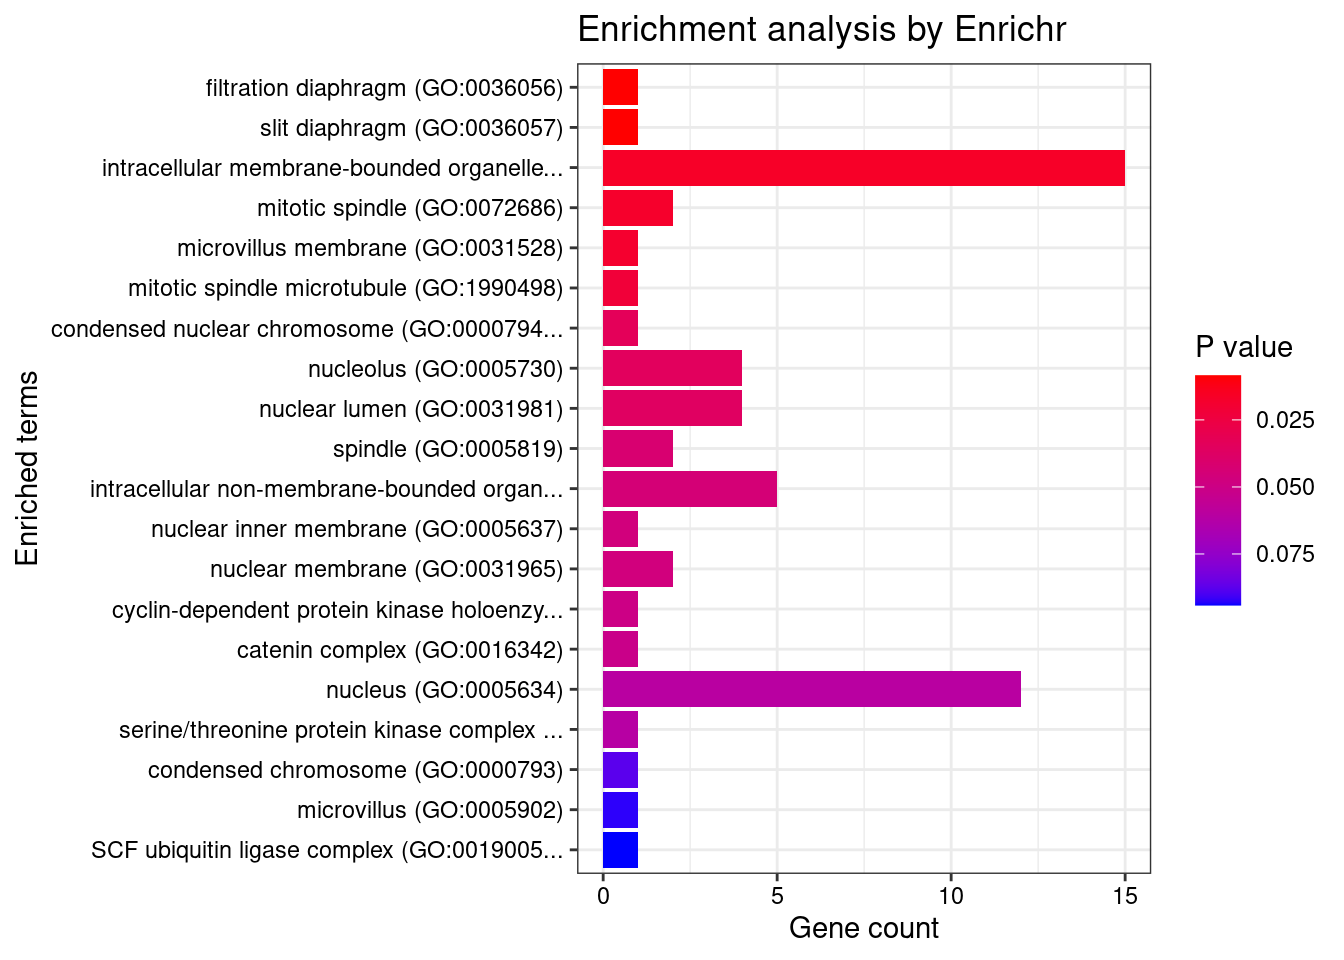 Enrichment analysis by Enrichr
filtration diaphragm (GO:0036056)
slit diaphragm (GO:0036057)
intracellular membrane-bounded organelle...
mitotic spindle (GO:0072686)
microvillus membrane (GO:0031528)
mitotic spindle microtubule (GO:1990498)
condensed nuclear chromosome (GO:0000794...
nucleolus (GO:0005730)
nuclear lumen (GO:0031981)
spindle (GO:0005819)
intracellular non-membrane-bounded organ...
nuclear inner membrane (GO:0005637)
nuclear membrane (GO:0031965)
cyclin-dependent protein kinase holoenzy...
catenin complex (GO:0016342)
nucleus (GO:0005634)
serine/threonine protein kinase complex ...
condensed chromosome (GO:0000793)
microvillus (GO:0005902)
SCF ubiquitin ligase complex (GO:0019005...
Enriched terms
0 5 10 15
Gene count
P value
0.025
0.050
0.075